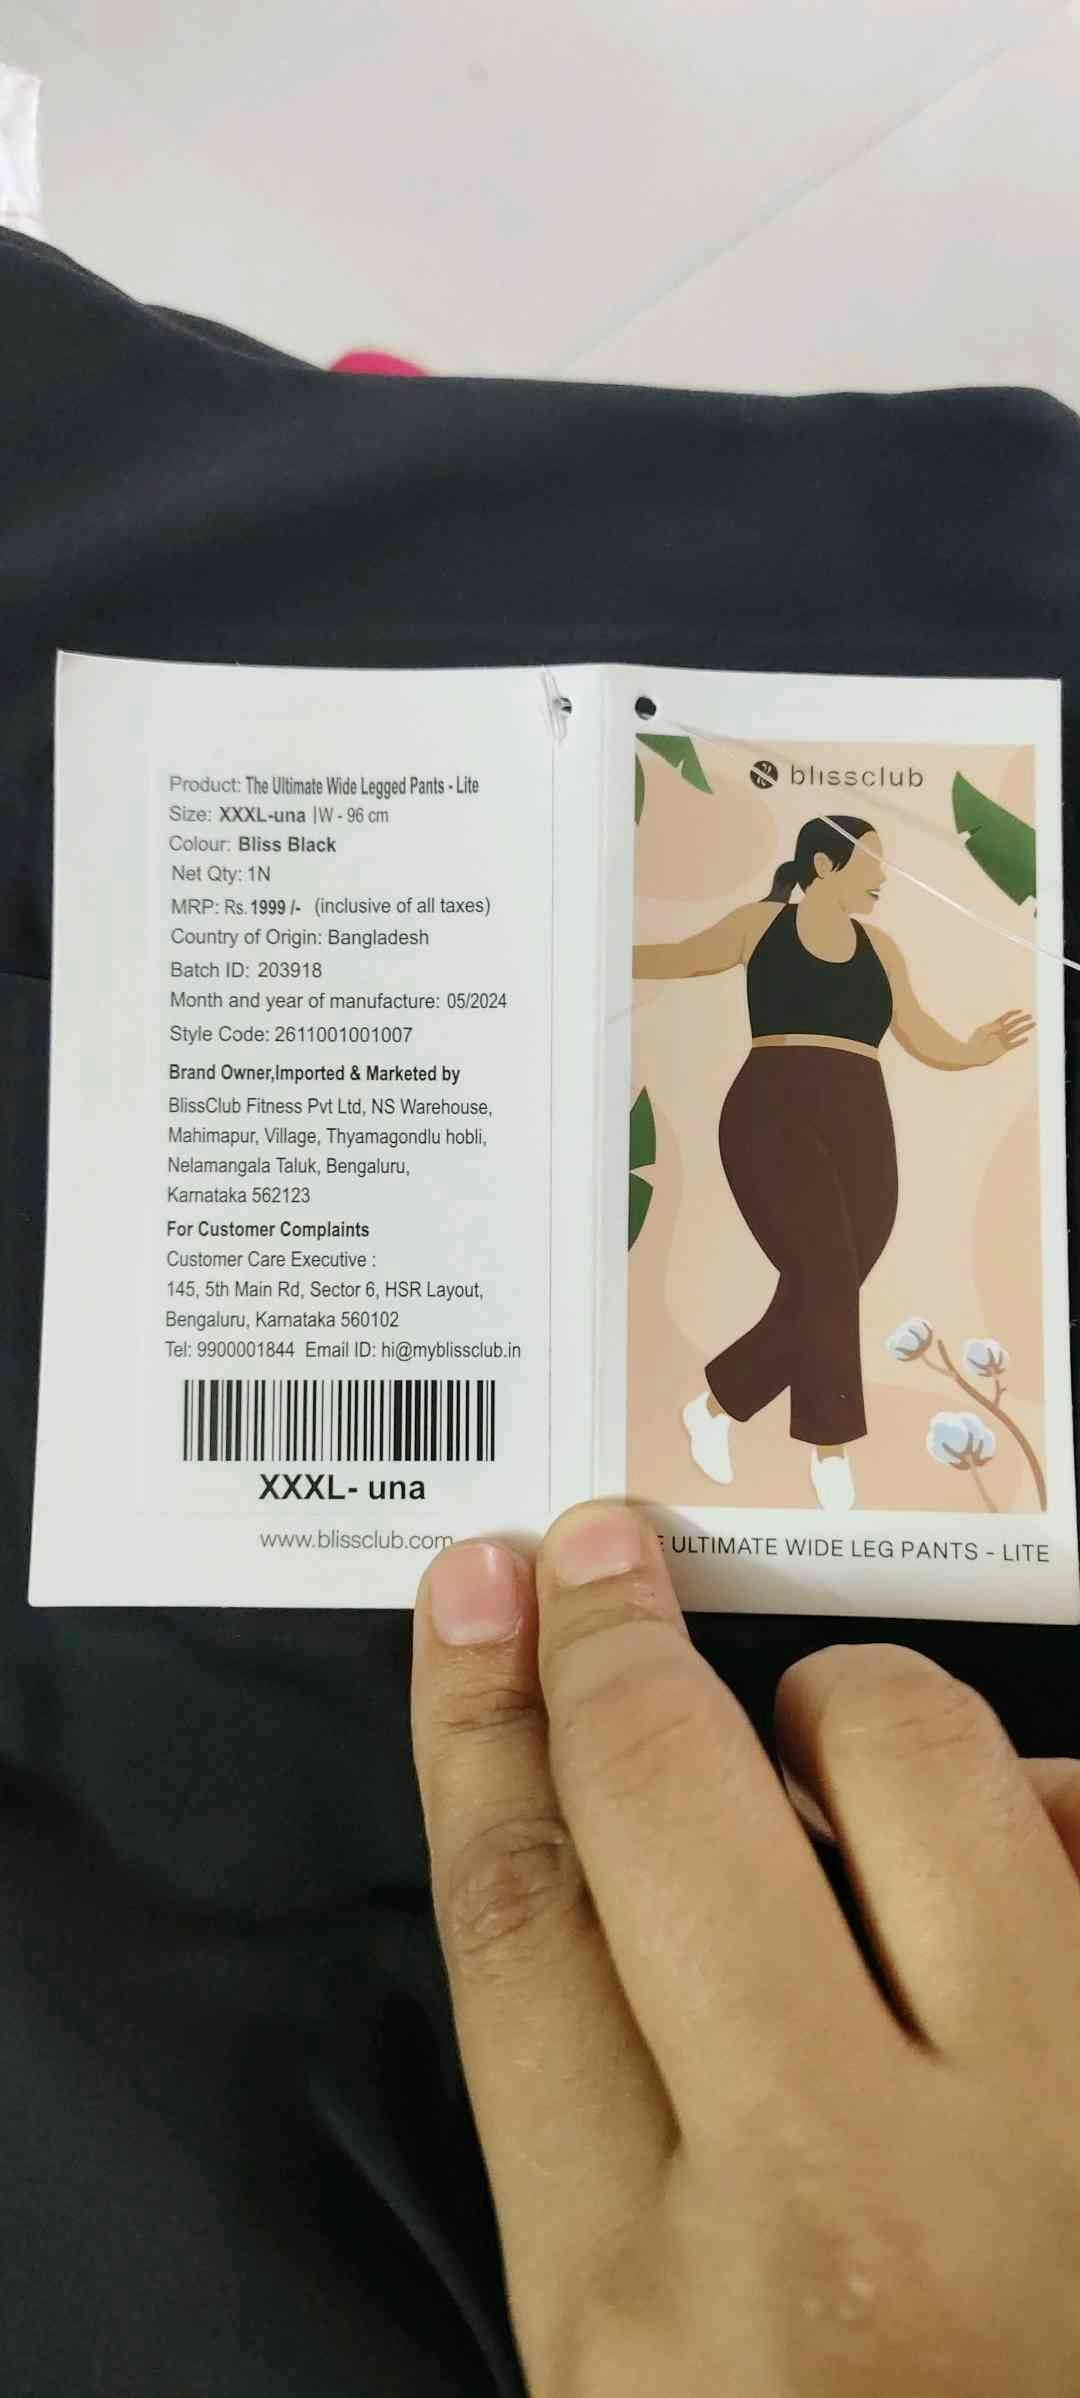 Product: The Ultimate Wide Legged Pants - Lite
Size: XXXL-una |W - 96 cm
Colour: Bliss Black
Net Qty: 1N
MRP: Rs. 1999 /- (inclusive of all taxes)
Country of Origin: Bangladesh
Batch ID: 203918
Month and year of manufacture: 05/2024
Style Code: 2611001001007
Brand Owner,Imported & Marketed by
BlissClub Fitness Pvt Ltd, NS Warehouse,
Mahimapur, Village, Thyamagondlu hobli,
Nelamangala Taluk, Bengaluru,
Karnataka 562123
For Customer Complaints
Customer Care Executive :
145, 5th Main Rd, Sector 6, HSR Layout,
Bengaluru, Karnataka 560102
Tel: 9900001844 Email ID: hi@myblissclub.in
XXXL- una
www.blissclub.com
blissclub
ULTIMATE WIDE LEG PANTS - LITE